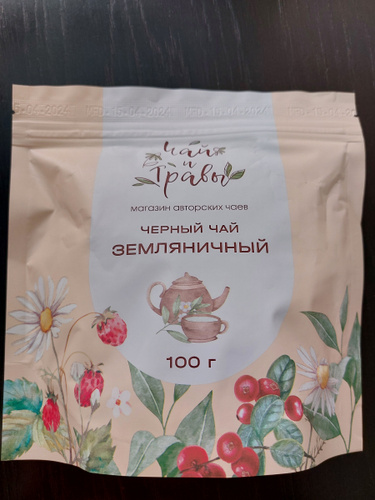 Чай
и
Травы
магазин авторских чаев
ЧЕРНЫЙ ЧАЙ
ЗЕМЛЯНИЧНЫЙ
100 г